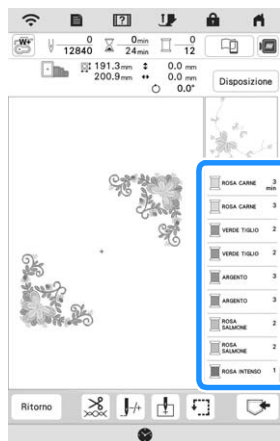 W+
0
12840
0min
24min
0
12
191.3mm
0.0 mm
200.9mm
0.0 mm
0.0°
Disposizione
ROSA CARNE 3 min
ROSA CARNE 3
VERDE TIGLIO 2
VERDE TIGLIO 2
ARGENTO 3
ARGENTO 3
ROSA SALMONE 2
ROSA SALMONE 2
ROSA INTENSO 1
Ritorno
-/+